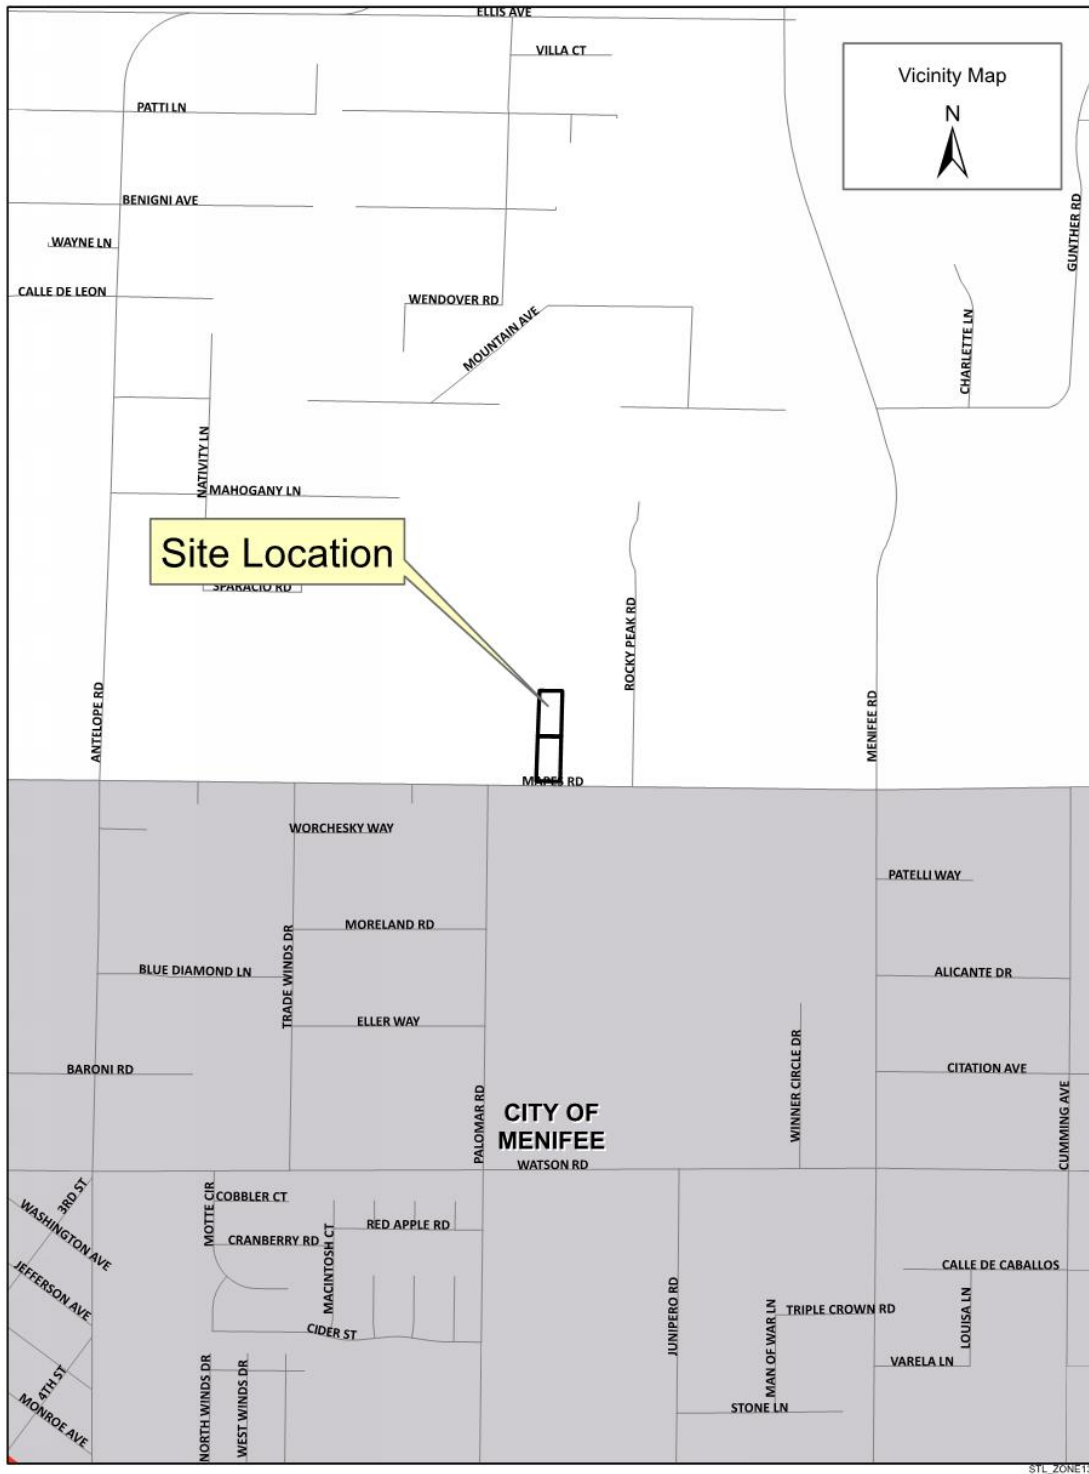 ELLIS AVE
VILLA CT
Vicinity Map
N
PATTI LN
BENIGNI AVE
GUNTHER RD
WAYNE LN
CALLE DE LEON
WENDOVER RD
MOUNTAIN AVE
CHARLETTE LN
NATIVITY LN
MAHOGANY LN
Site Location
SPARACIO RD
ROCKY PEAK RD
ANTELOPE RD
MENIFEE RD
MAPES RD
WORCHESKY WAY
PATELLI WAY
MORELAND RD
TRADE WINDS DR
BLUE DIAMOND LN
ALICANTE DR
ELLER WAY
WINNER CIRCLE DR
BARONI RD
CITATION AVE
PALOMAR RD
CITY OF
MENIFEE
CUMMING AVE
WATSON RD
3RD ST
MOTTE CIR
COBBLER CT
WASHINGTON AVE
RED APPLE RD
CRANBERRY RD
MACINTOSH CT
CALLE DE CABALLOS
JEFFERSON AVE
JUNIPERO RD
TRIPLE CROWN RD
LOUISA LN
CIDER ST
MAN OF WAR LN
VARELA LN
4TH ST
NORTH WINDS DR
WEST WINDS DR
MONROE AVE
STONE LN